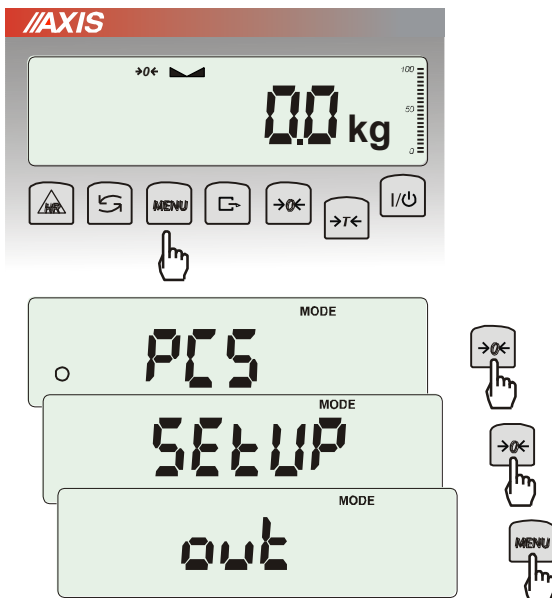 //AXIS
→0←
100
50
0
0.0 kg
HR MENU →0← →T← I/⏻
MODE
PCS
→0←
MODE
SEtUP
→0←
MODE
out
MENU